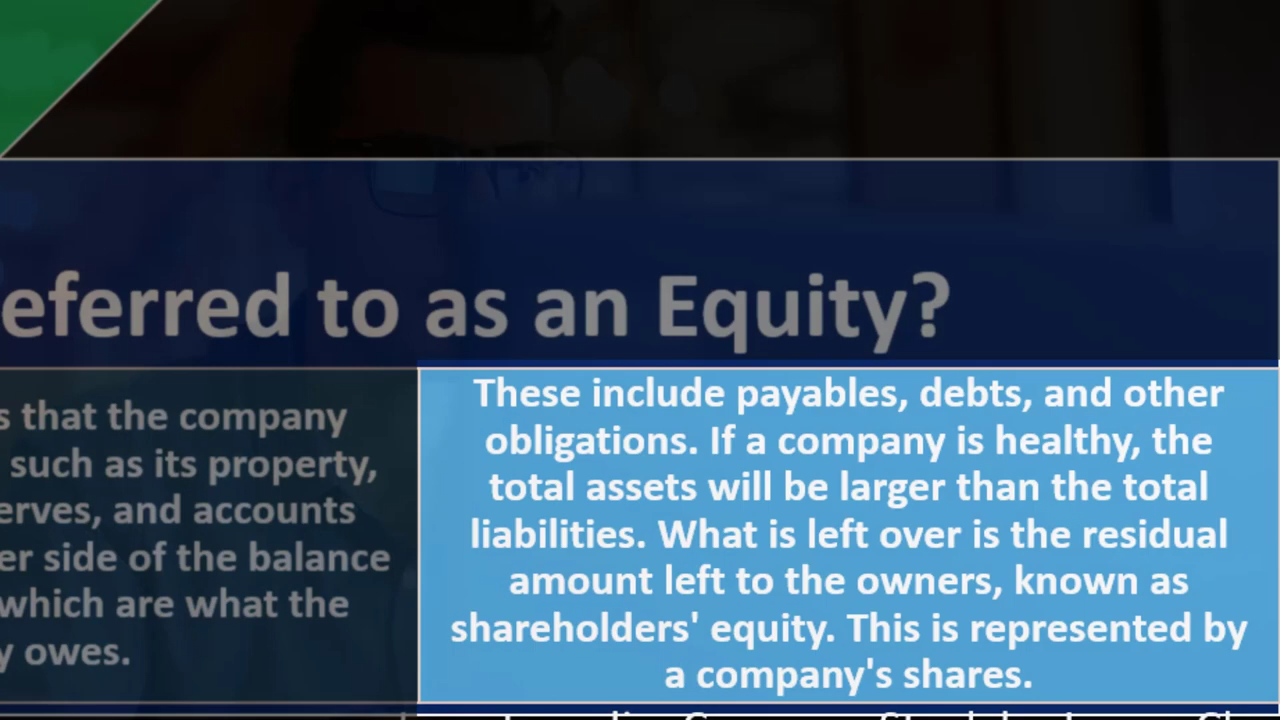 eferred to as an Equity?
s that the company
such as its property,
erves, and accounts
er side of the balance
which are what the
y owes.
These include payables, debts, and other
obligations. If a company is healthy, the
total assets will be larger than the total
liabilities. What is left over is the residual
amount left to the owners, known as
shareholders' equity. This is represented by
a company's shares.